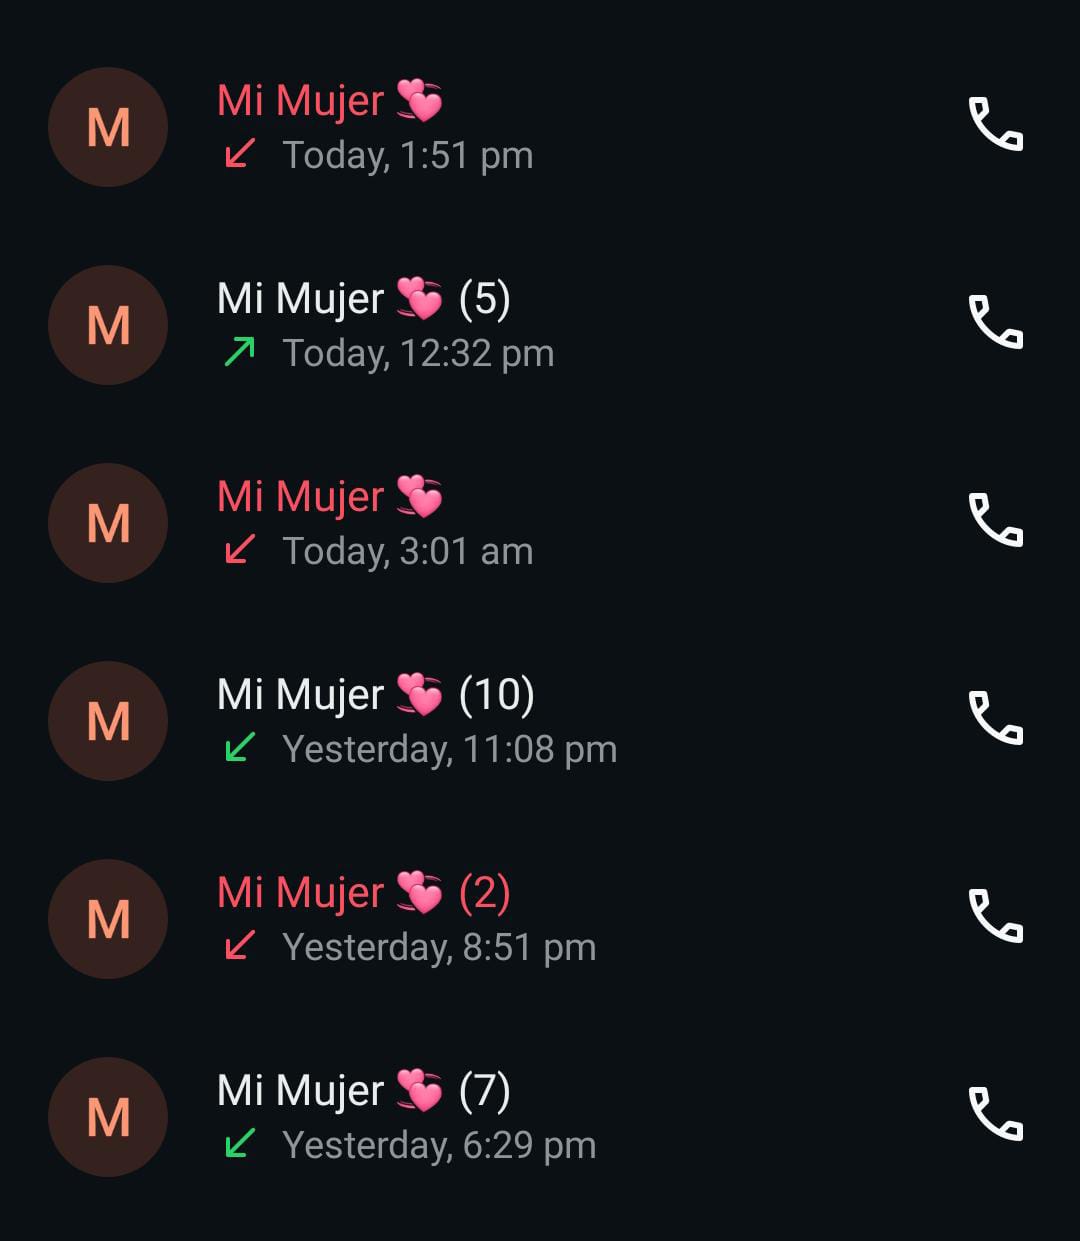 M
Mi Mujer 💞
Today, 1:51 pm
M
Mi Mujer 💞 (5)
Today, 12:32 pm
M
Mi Mujer 💞
Today, 3:01 am
M
Mi Mujer 💞 (10)
Yesterday, 11:08 pm
M
Mi Mujer 💞 (2)
Yesterday, 8:51 pm
M
Mi Mujer 💞 (7)
Yesterday, 6:29 pm